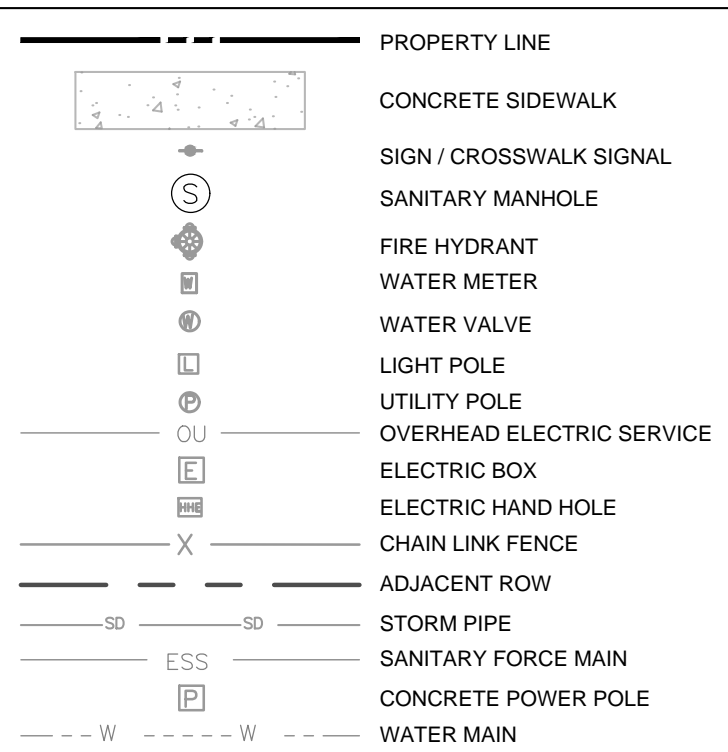 PROPERTY LINE
CONCRETE SIDEWALK
SIGN / CROSSWALK SIGNAL
S SANITARY MANHOLE
FIRE HYDRANT
W WATER METER
W WATER VALVE
L LIGHT POLE
P UTILITY POLE
OU OVERHEAD ELECTRIC SERVICE
E ELECTRIC BOX
HHE ELECTRIC HAND HOLE
X CHAIN LINK FENCE
ADJACENT ROW
SD SD STORM PIPE
ESS SANITARY FORCE MAIN
P CONCRETE POWER POLE
W W WATER MAIN